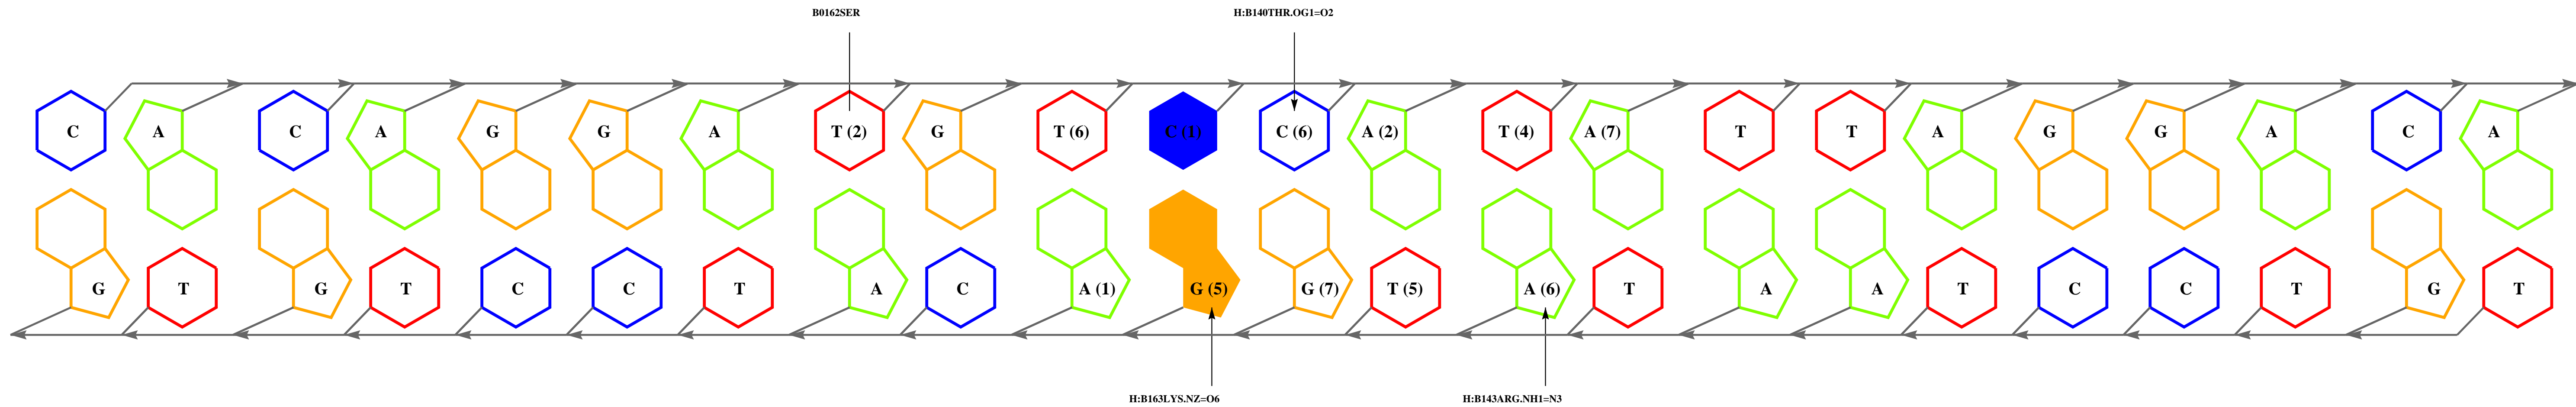 B0162SER H:B140THR.OG1=O2
C A C A G G A T (2) G T (6) C (1) C (6) A (2) T (4) A (7) T T A G G A C A
G T G T C C T A C A (1) G (5) G (7) T (5) A (6) T A A T C C T G T
H:B163LYS.NZ=O6 H:B143ARG.NH1=N3